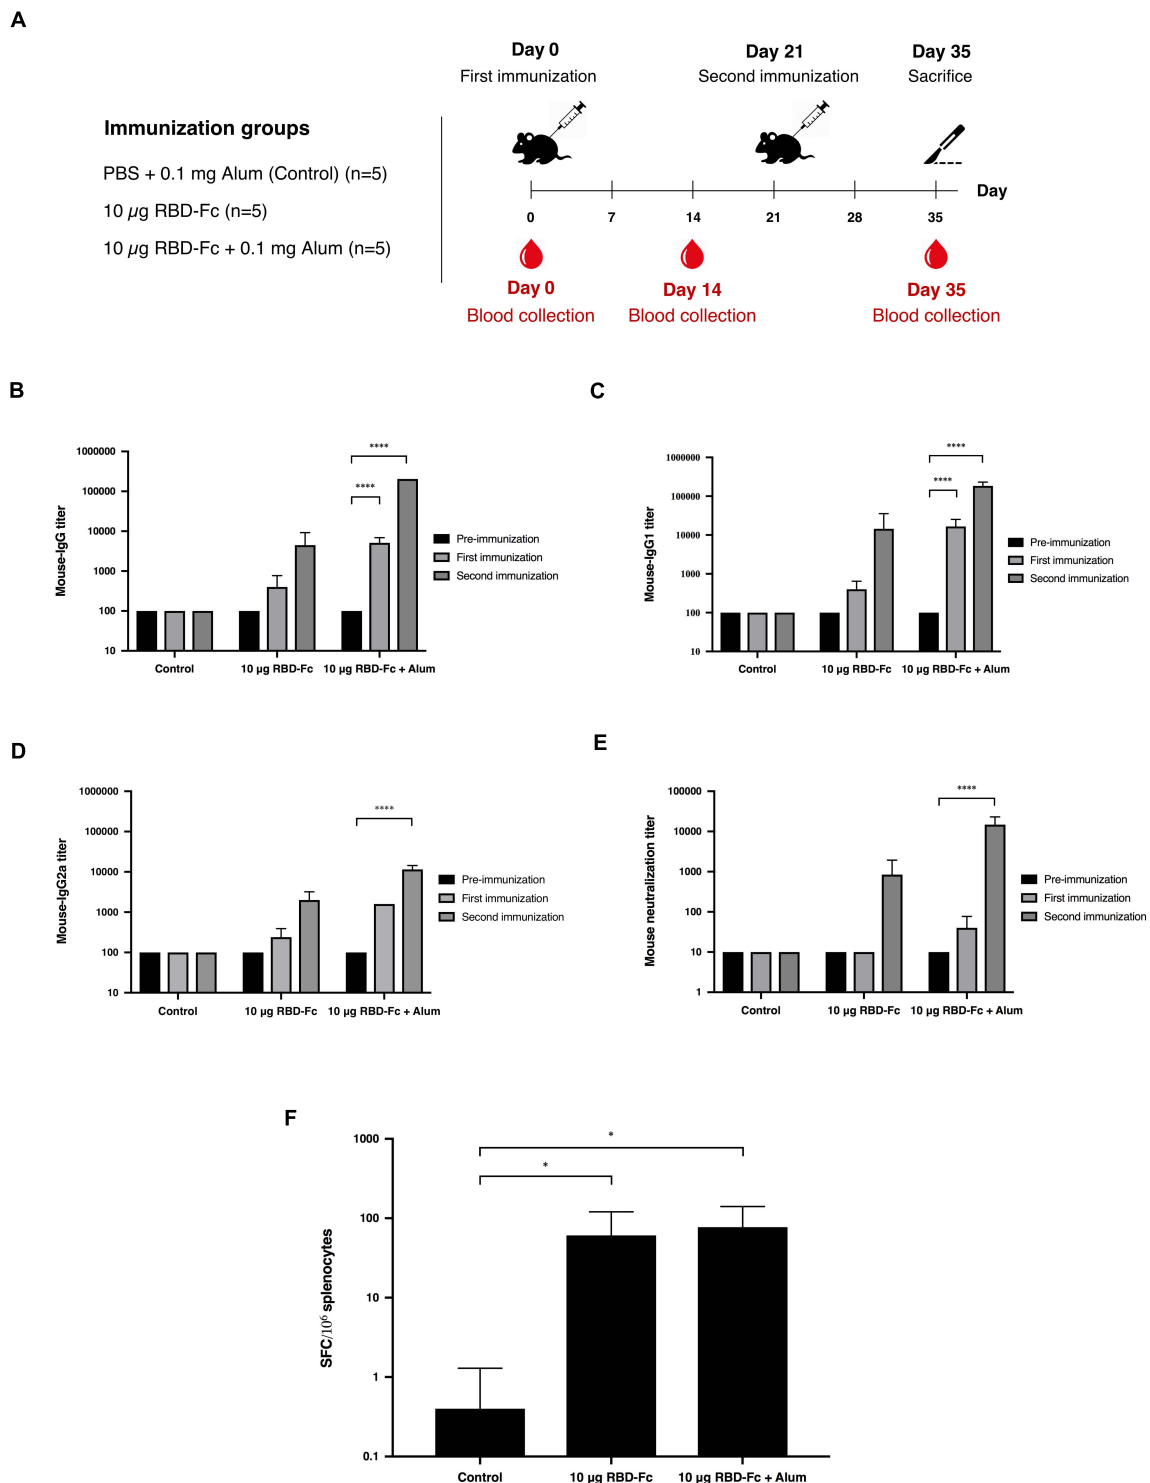 A
Day 0
First immunization
Day 21
Second immunization
Day 35
Sacrifice
Immunization groups
PBS + 0.1 mg Alum (Control) (n=5)
10 µg RBD-Fc (n=5)
10 µg RBD-Fc + 0.1 mg Alum (n=5)
Day
0 7 14 21 28 35
Day 0
Blood collection
Day 14
Blood collection
Day 35
Blood collection
B
Mouse-IgG titer
1000000
100000
10000
1000
100
10
****
****
Control
10 µg RBD-Fc
10 µg RBD-Fc + Alum
Pre-immunization
First immunization
Second immunization
C
Mouse-IgG1 titer
1000000
100000
10000
1000
100
10
****
****
Control
10 µg RBD-Fc
10 µg RBD-Fc + Alum
Pre-immunization
First immunization
Second immunization
D
Mouse-IgG2a titer
1000000
100000
10000
1000
100
10
****
Control
10 µg RBD-Fc
10 µg RBD-Fc + Alum
Pre-immunization
First immunization
Second immunization
E
Mouse neutralization titer
100000
10000
1000
100
10
1
****
Control
10 µg RBD-Fc
10 µg RBD-Fc + Alum
Pre-immunization
First immunization
Second immunization
F
SFC/10⁶ splenocytes
1000
100
10
1
0.1
*
*
Control
10 µg RBD-Fc
10 µg RBD-Fc + Alum